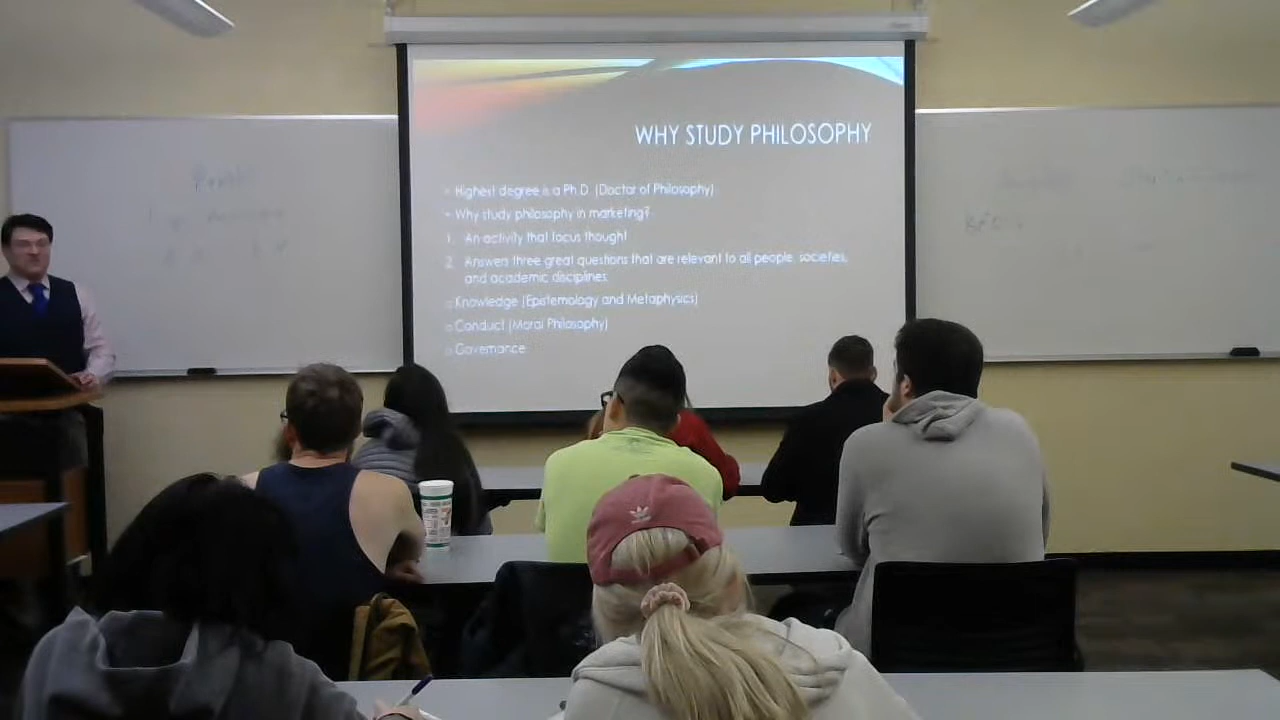 WHY STUDY PHILOSOPHY
Highest degree is a Ph.D. (Doctor of Philosophy)
Why study philosophy in marketing?
1. An activity that focus thought
2. Answers three great questions that are relevant to all people, societies,
and academic disciplines
Knowledge (Epistemology and Metaphysics)
Conduct (Moral Philosophy)
Governance